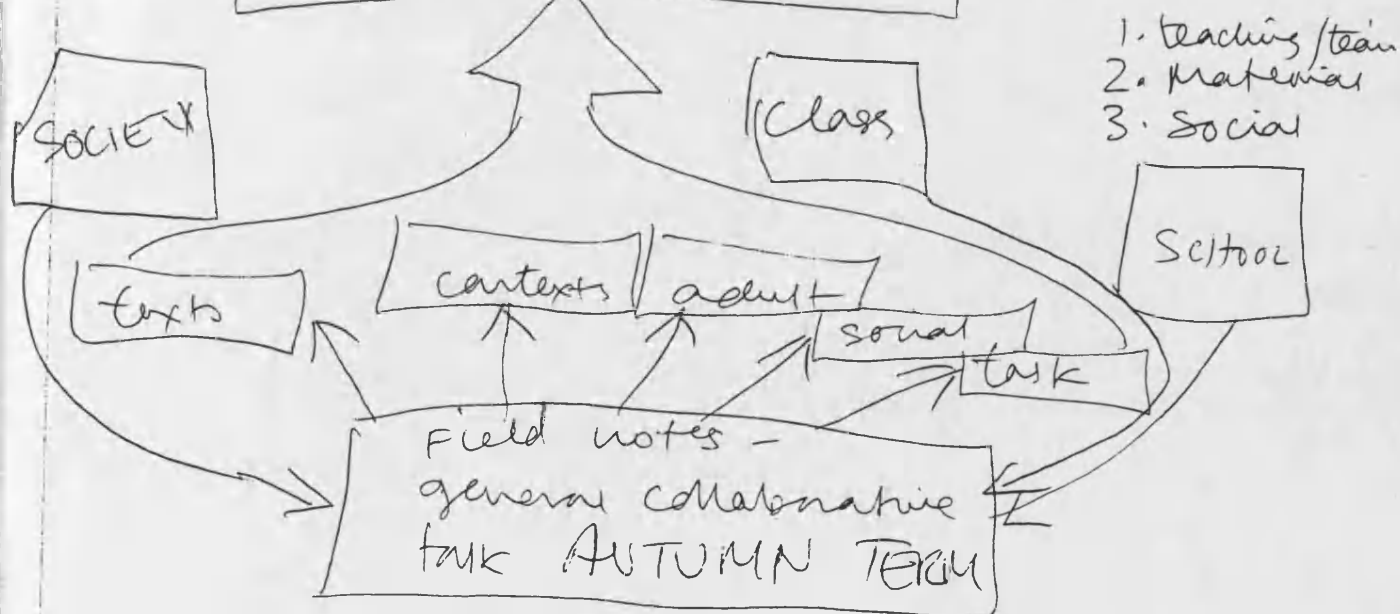 1. teaching/team
2. Material
3. Social
SOCIETY
Class
SCHOOL
texts
contexts
adult
social
task
Field notes -
general collaborative
talk AUTUMN TERM